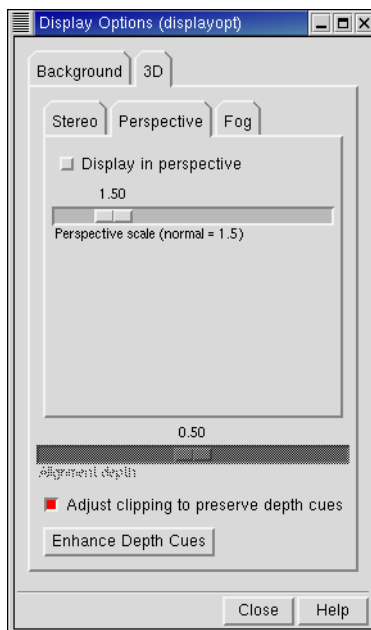 Display Options (displayopt)
Background 3D
Stereo Perspective Fog
Display in perspective
1.50
Perspective scale (normal = 1.5)
0.50
Alignment depth
Adjust clipping to preserve depth cues
Enhance Depth Cues
Close Help